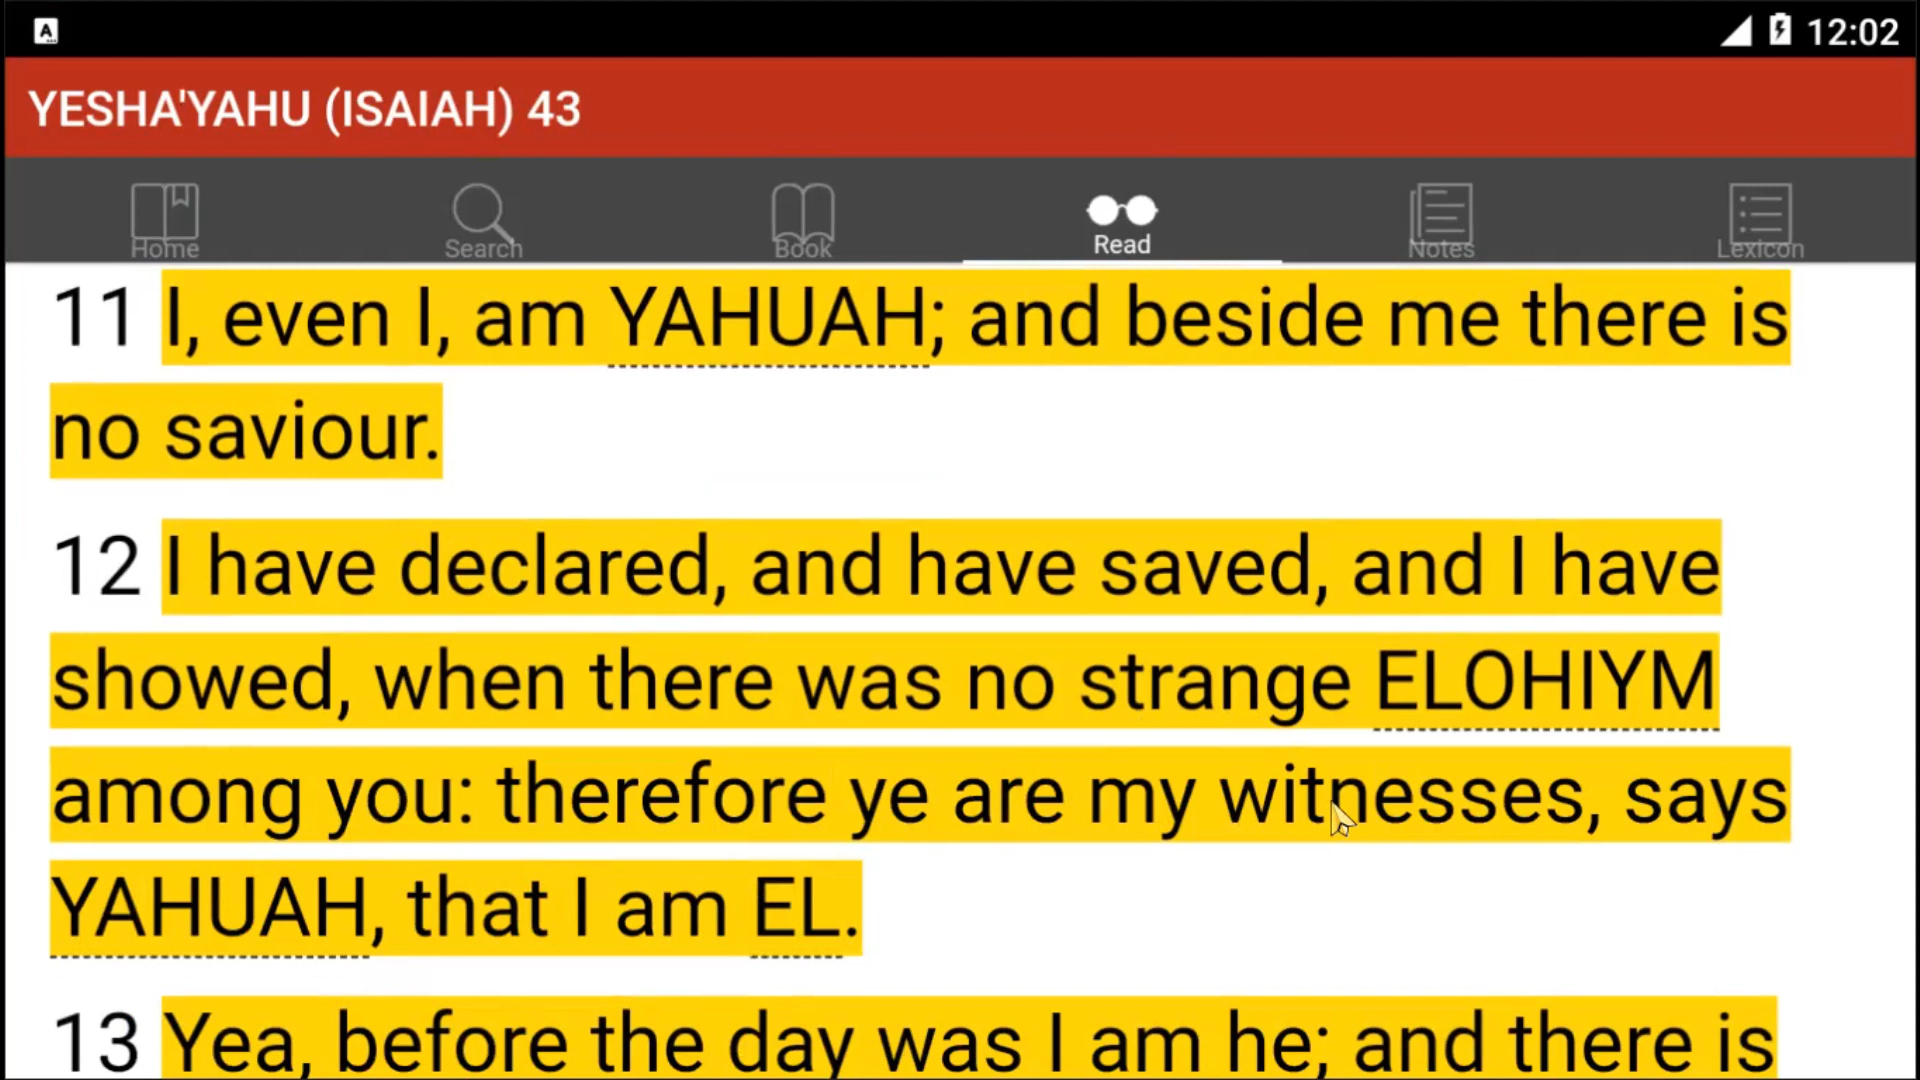 A
12:02
YESHA'YAHU (ISAIAH) 43
Home Search Book Read Notes Lexicon
11 I, even I, am YAHUAH; and beside me there is
no saviour.
12 I have declared, and have saved, and I have
showed, when there was no strange ELOHIYM
among you: therefore ye are my witnesses, says
YAHUAH, that I am EL.
13 Yea, before the day was I am he; and there is